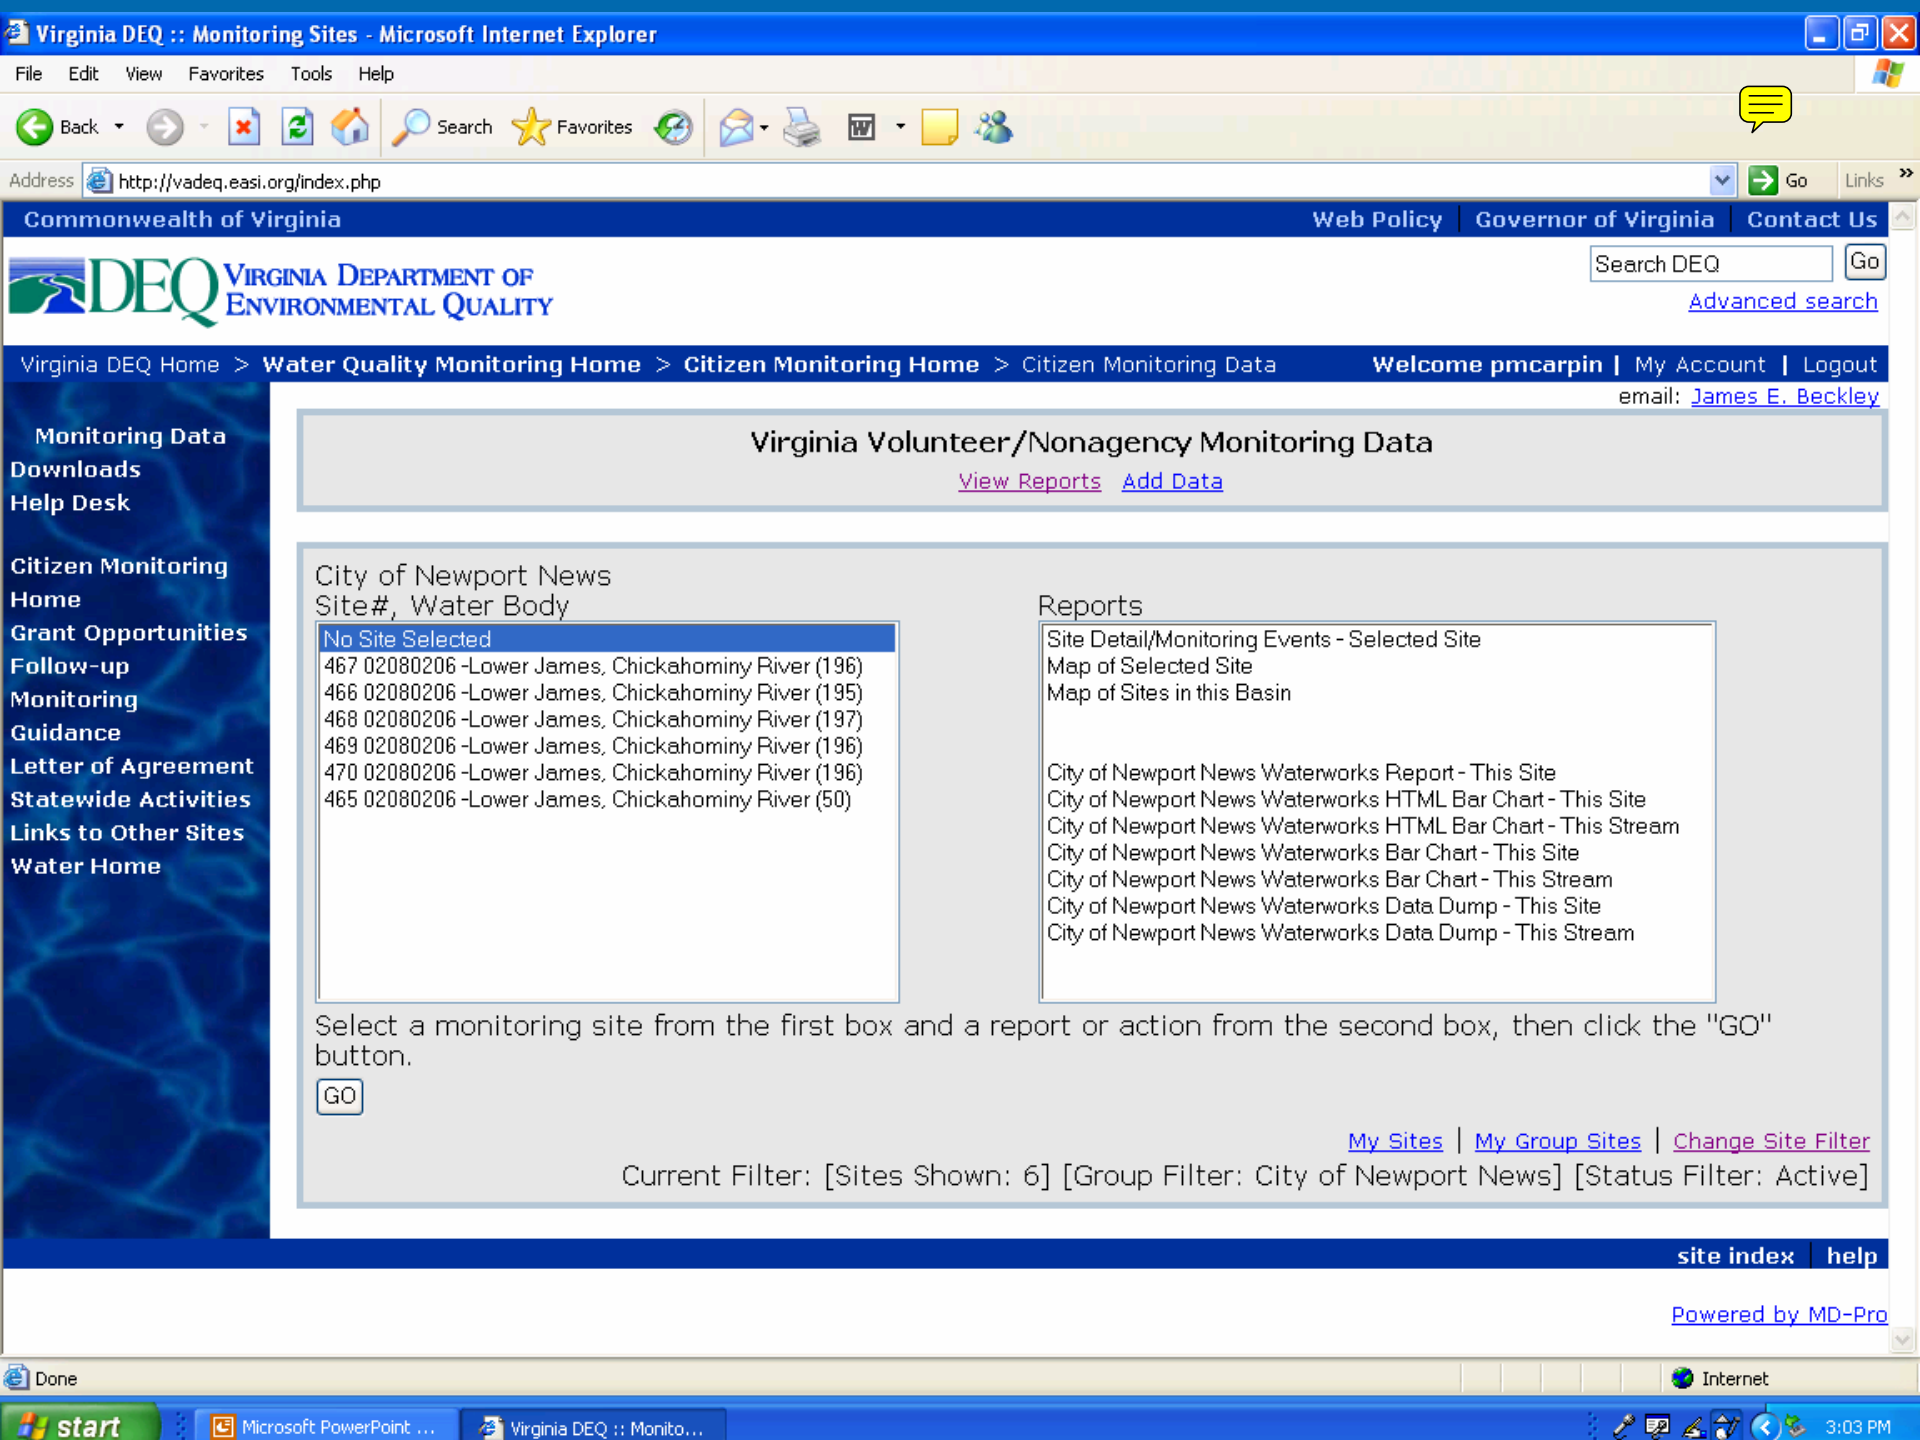 Virginia DEQ :: Monitoring Sites - Microsoft Internet Explorer
File Edit View Favorites Tools Help
Back Search Favorites
Address http://vadeq.easi.org/index.php Go Links »
Commonwealth of Virginia Web Policy Governor of Virginia Contact Us
DEQ VIRGINIA DEPARTMENT OF
ENVIRONMENTAL QUALITY
Search DEQ Go
Advanced search
Virginia DEQ Home > Water Quality Monitoring Home > Citizen Monitoring Home > Citizen Monitoring Data Welcome pmcarpin | My Account | Logout
email: James E. Beckley
Monitoring Data
Downloads
Help Desk
Citizen Monitoring
Home
Grant Opportunities
Follow-up
Monitoring
Guidance
Letter of Agreement
Statewide Activities
Links to Other Sites
Water Home
Virginia Volunteer/Nonagency Monitoring Data
View Reports Add Data
City of Newport News
Site#, Water Body
No Site Selected
467 02080206 -Lower James, Chickahominy River (196)
466 02080206 -Lower James, Chickahominy River (195)
468 02080206 -Lower James, Chickahominy River (197)
469 02080206 -Lower James, Chickahominy River (196)
470 02080206 -Lower James, Chickahominy River (196)
465 02080206 -Lower James, Chickahominy River (50)
Reports
Site Detail/Monitoring Events - Selected Site
Map of Selected Site
Map of Sites in this Basin
City of Newport News Waterworks Report - This Site
City of Newport News Waterworks HTML Bar Chart - This Site
City of Newport News Waterworks HTML Bar Chart - This Stream
City of Newport News Waterworks Bar Chart - This Site
City of Newport News Waterworks Bar Chart - This Stream
City of Newport News Waterworks Data Dump - This Site
City of Newport News Waterworks Data Dump - This Stream
Select a monitoring site from the first box and a report or action from the second box, then click the "GO"
button.
GO
My Sites | My Group Sites | Change Site Filter
Current Filter: [Sites Shown: 6] [Group Filter: City of Newport News] [Status Filter: Active]
site index help
Powered by MD-Pro
Done Internet
start Microsoft PowerPoint ... Virginia DEQ :: Monito... 3:03 PM